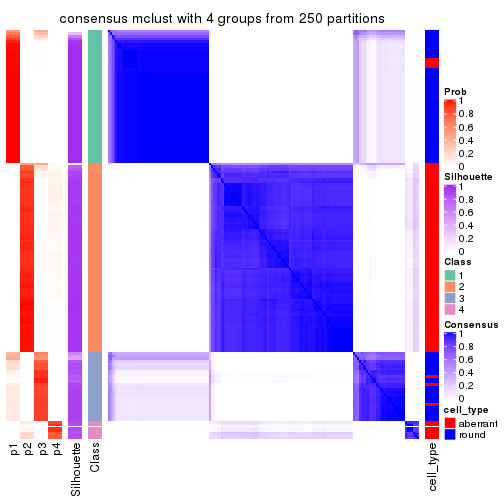 consensus mclust with 4 groups from 250 partitions
Prob
1
0.8
0.6
0.4
0.2
0
Silhouette
1
0.8
0.6
0.4
0.2
0
Class
1
2
3
4
Consensus
1
0.8
0.6
0.4
0.2
0
cell_type
aberrant
round
p1
p2
p3
p4
Silhouette
Class
cell_type